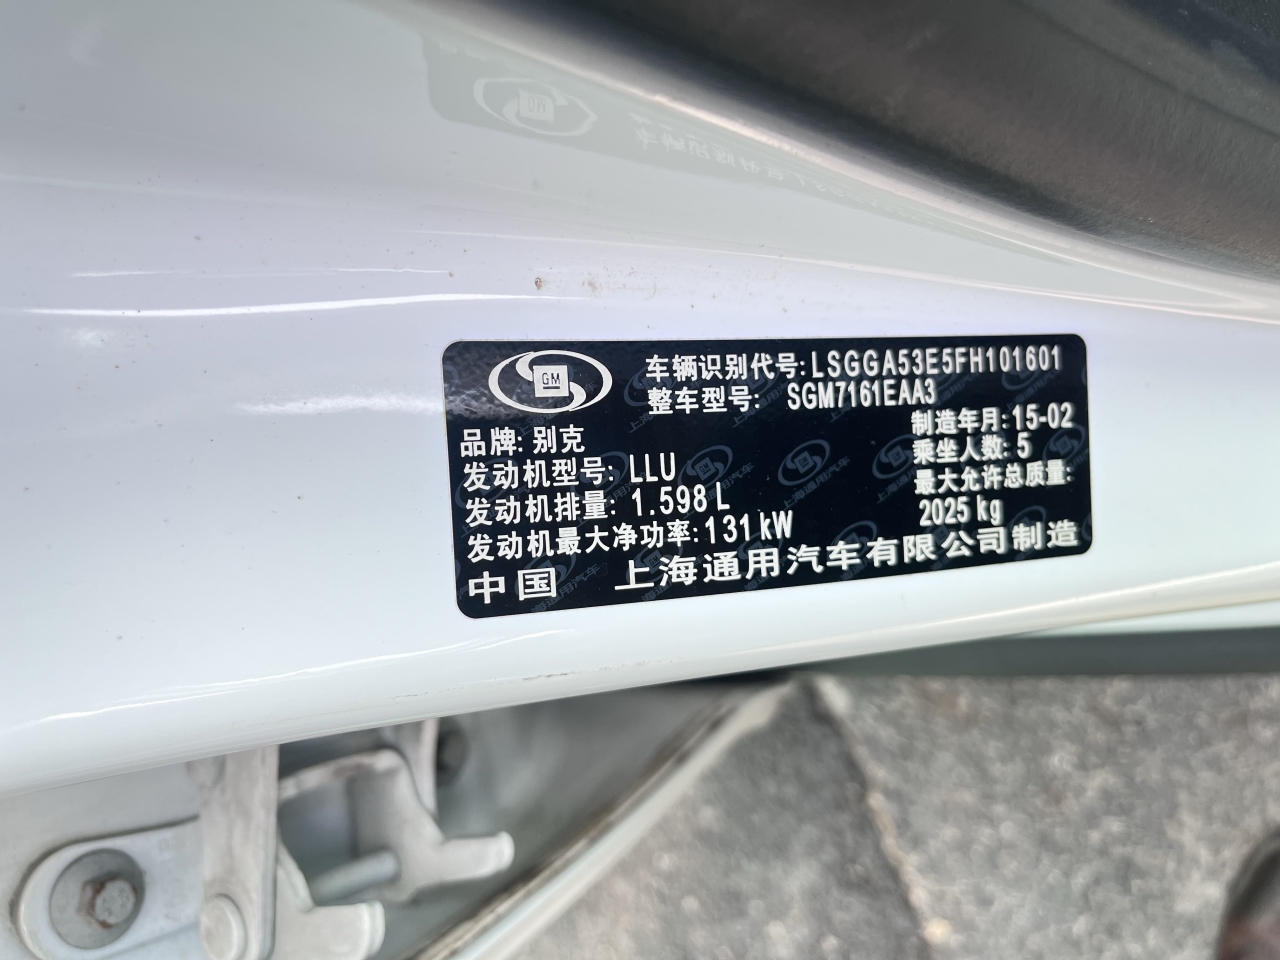 GM
车辆识别代号:LSGGA53E5FH101601
整车型号: SGM7161EAA3
品牌: 别克
制造年月:15-02
发动机型号: LLU
乘坐人数: 5
发动机排量: 1.598 L
最大允许总质量:
2025 kg
发动机最大净功率:131 kW
中国 上海通用汽车有限公司制造